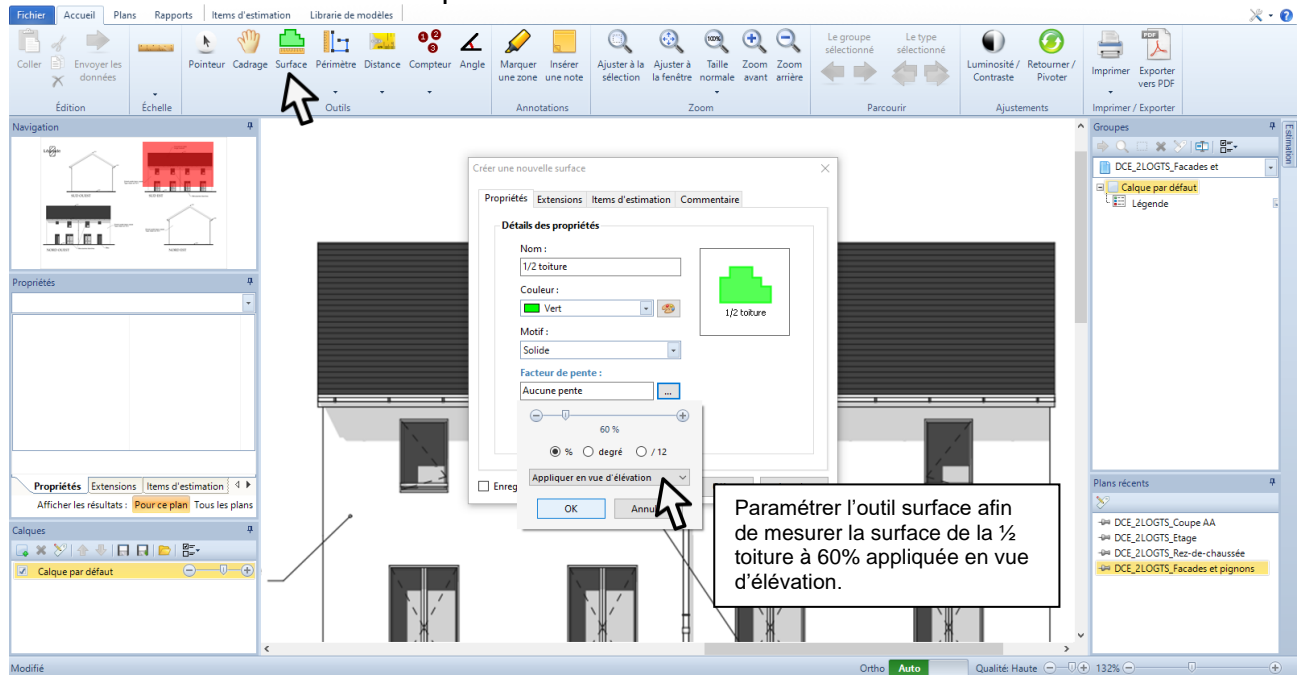 Fichier Accueil Plans Rapports Items d'estimation Librarie de modèles
Coller Envoyer les données Pointeur Cadrage Surface Périmètre Distance Compteur Angle Marquer une zone Insérer une note Ajuster à la sélection Ajuster à la fenêtre Taille normale Zoom avant Zoom arrière Le groupe sélectionné Le type sélectionné Luminosité / Contraste Retourner / Pivoter Imprimer Exporter vers PDF
Édition Échelle Outils Annotations Zoom Parcourir Ajustements Imprimer / Exporter
Navigation
Groupes
Estimation
DCE_2LOGTS_Facades et
Calque par défaut
Légende
Créer une nouvelle surface
Propriétés Extensions Items d'estimation Commentaire
Détails des propriétés
Nom :
1/2 toiture
Couleur :
Vert
1/2 toiture
Motif :
Solide
Facteur de pente :
Aucune pente ...
60 %
% degré / 12
Appliquer en vue d'élévation
Enreg
OK Annu
Propriétés
Propriétés Extensions Items d'estimation
Afficher les résultats : Pour ce plan Tous les plans
Calques
Calque par défaut
Paramétrer l’outil surface afin
de mesurer la surface de la ½
toiture à 60% appliquée en vue
d’élévation.
Plans récents
DCE_2LOGTS_Coupe AA
DCE_2LOGTS_Etage
DCE_2LOGTS_Rez-de-chaussée
DCE_2LOGTS_Facades et pignons
Modifié Ortho Auto Qualité: Haute 132%